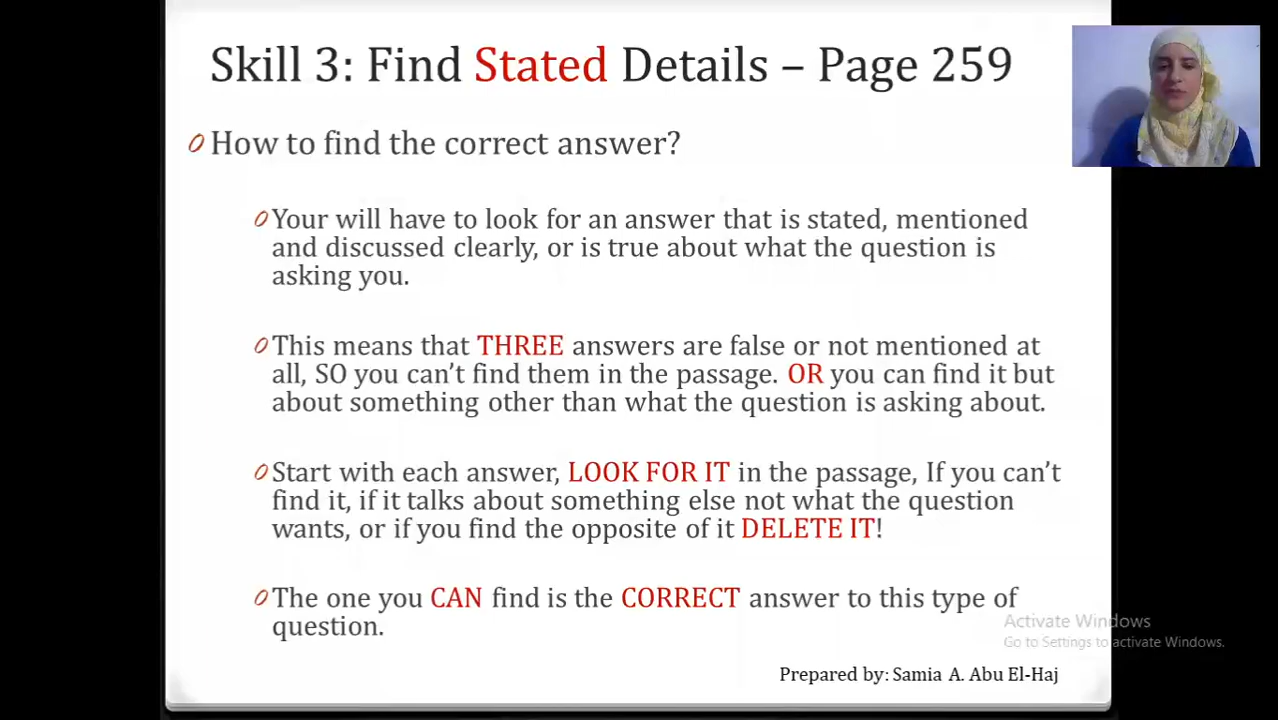 Skill 3: Find Stated Details – Page 259
How to find the correct answer?
Your will have to look for an answer that is stated, mentioned
and discussed clearly, or is true about what the question is
asking you.
This means that THREE answers are false or not mentioned at
all, SO you can't find them in the passage. OR you can find it but
about something other than what the question is asking about.
Start with each answer, LOOK FOR IT in the passage, If you can't
find it, if it talks about something else not what the question
wants, or if you find the opposite of it DELETE IT!
The one you CAN find is the CORRECT answer to this type of
question.
Activate Windows
Go to Settings to activate Windows.
Prepared by: Samia A. Abu El-Haj